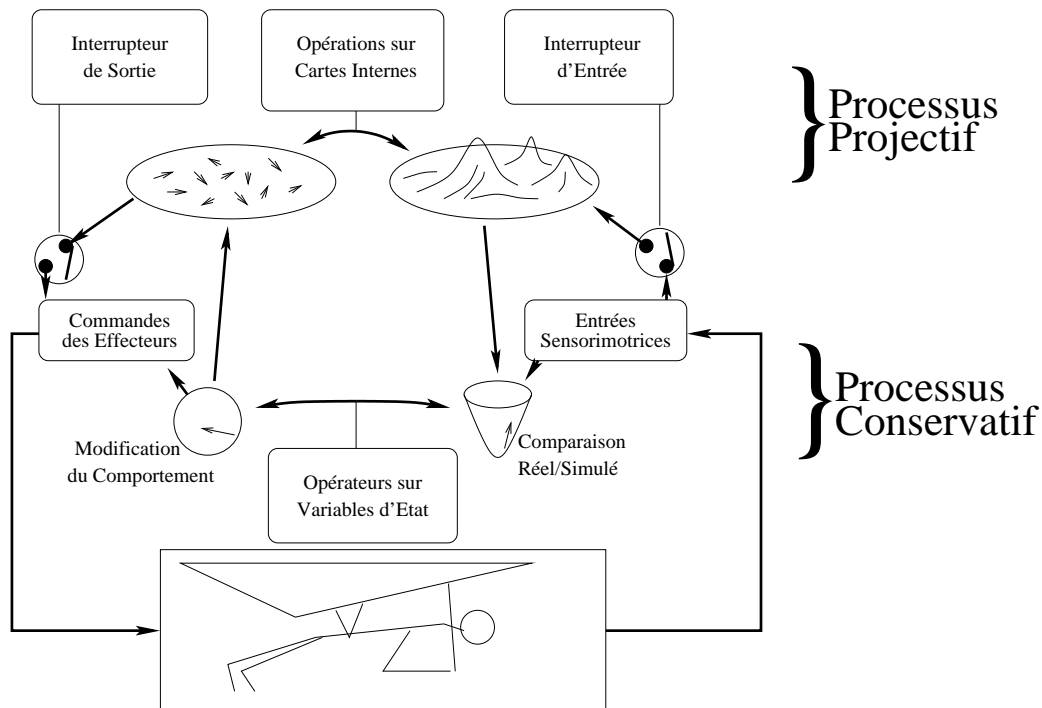 Interrupteur
de Sortie
Opérations sur
Cartes Internes
Interrupteur
d'Entrée
Processus
Projectif
Commandes
des Effecteurs
Entrées
Sensorimotrices
Processus
Conservatif
Modification
du Comportement
Comparaison
Réel/Simulé
Opérateurs sur
Variables d'Etat